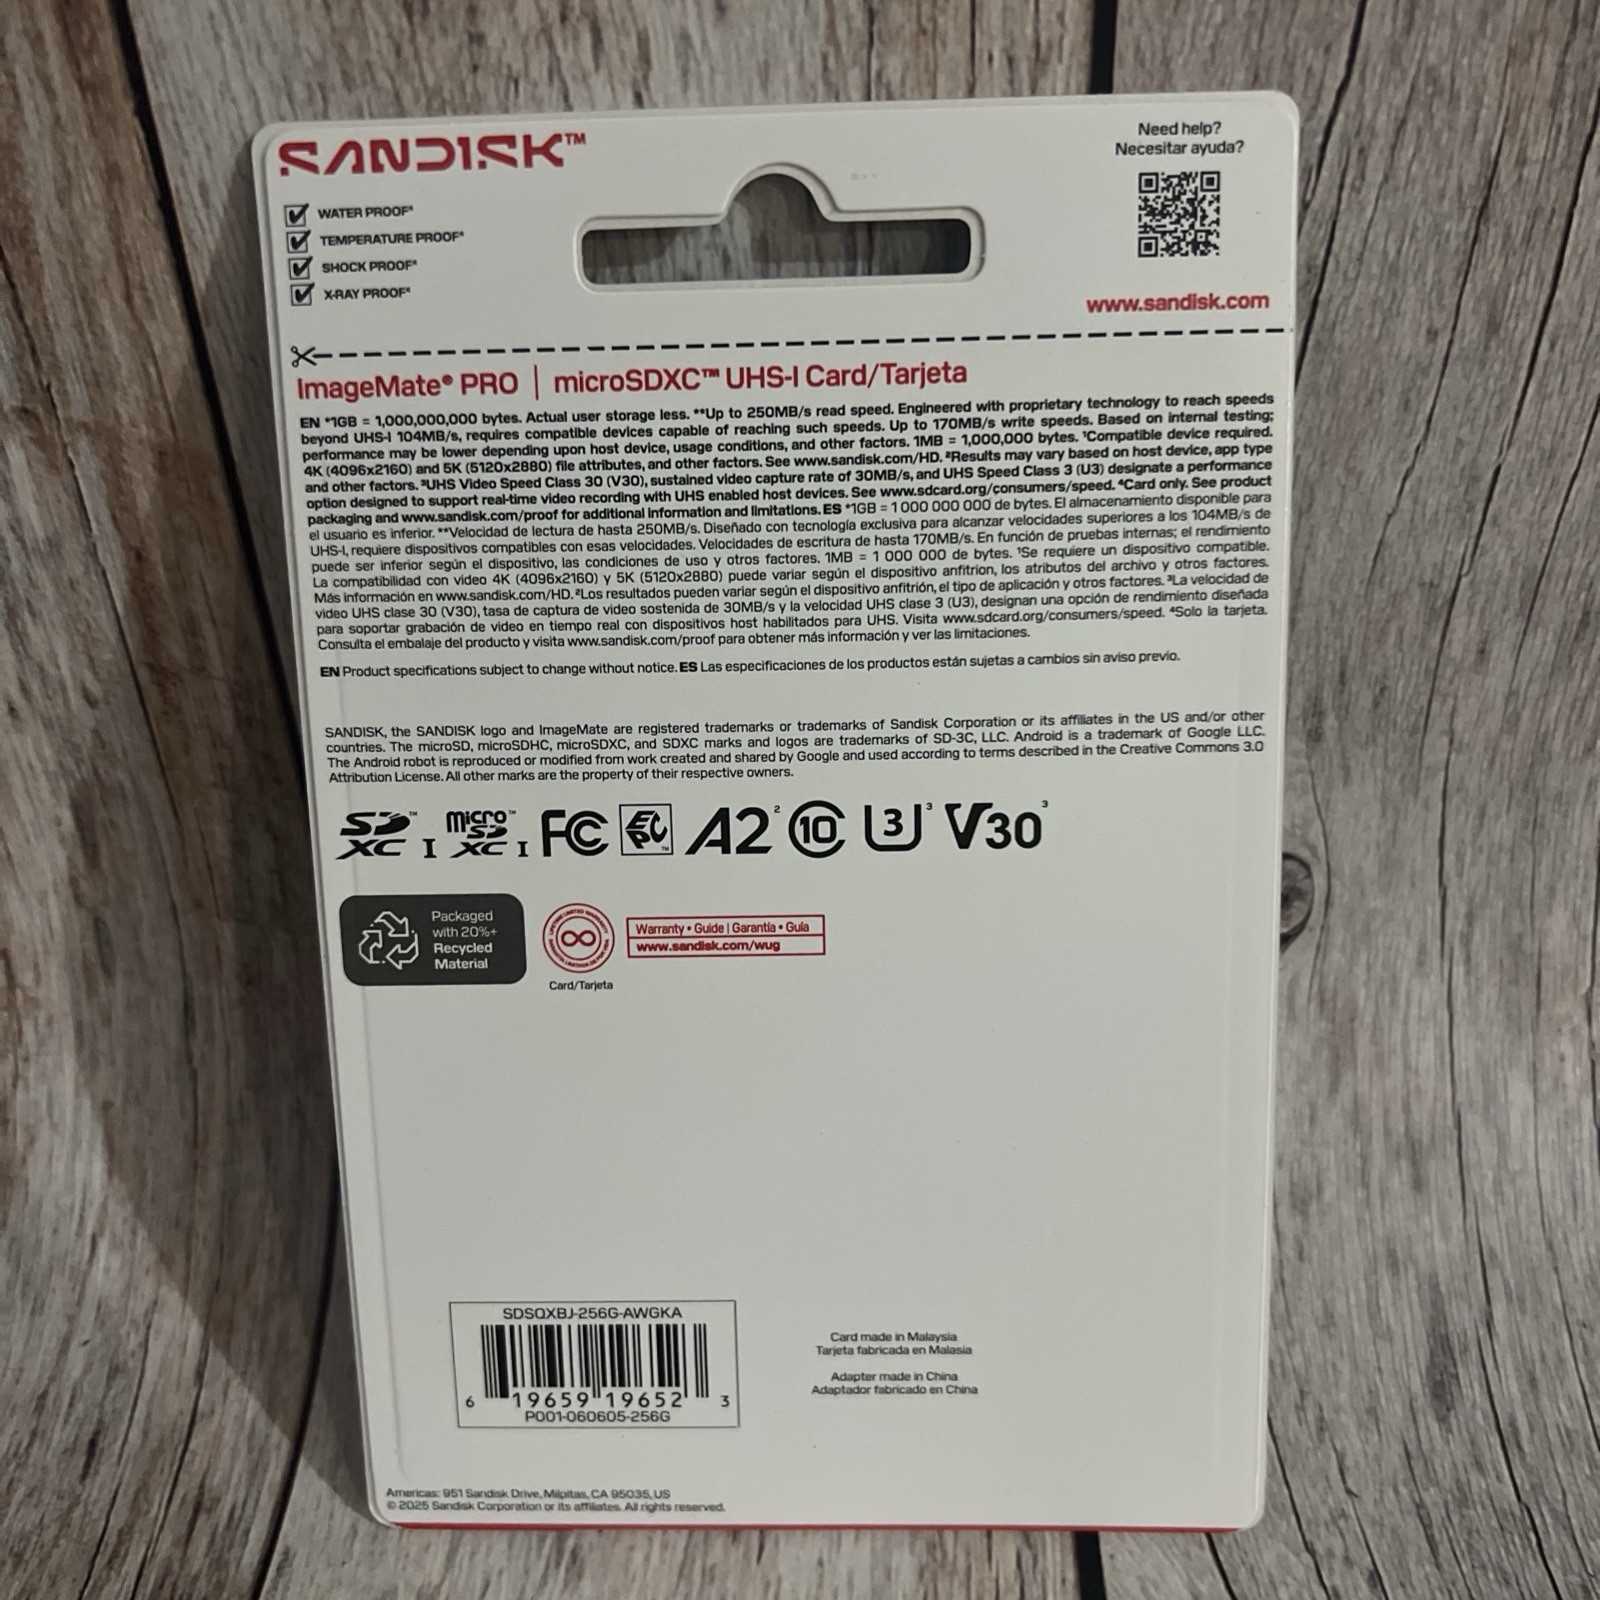 SANDISK™
WATER PROOF⁴
TEMPERATURE PROOF⁴
SHOCK PROOF⁴
X-RAY PROOF⁴
Need help?
Necesitar ayuda?
www.sandisk.com
ImageMate® PRO | microSDXC™ UHS-I Card/Tarjeta
EN *1GB = 1,000,000,000 bytes. Actual user storage less. **Up to 250MB/s read speed. Engineered with proprietary technology to reach speeds
beyond UHS-I 104MB/s, requires compatible devices capable of reaching such speeds. Up to 170MB/s write speeds. Based on internal testing;
performance may be lower depending upon host device, usage conditions, and other factors. 1MB = 1,000,000 bytes. ¹Compatible device required.
4K (4096x2160) and 5K (5120x2880) file attributes, and other factors. See www.sandisk.com/HD. ²Results may vary based on host device, app type
and other factors. ³UHS Video Speed Class 30 (V30), sustained video capture rate of 30MB/s, and UHS Speed Class 3 (U3) designate a performance
option designed to support real-time video recording with UHS enabled host devices. See www.sdcard.org/consumers/speed. ⁴Card only. See product
packaging and www.sandisk.com/proof for additional information and limitations. ES *1GB = 1 000 000 000 de bytes. El almacenamiento disponible para
el usuario es inferior. **Velocidad de lectura de hasta 250MB/s. Diseñado con tecnología exclusiva para alcanzar velocidades superiores a los 104MB/s de
UHS-I, requiere dispositivos compatibles con esas velocidades. Velocidades de escritura de hasta 170MB/s. En función de pruebas internas; el rendimiento
puede ser inferior según el dispositivo, las condiciones de uso y otros factores. 1MB = 1 000 000 de bytes. ¹Se requiere un dispositivo compatible.
La compatibilidad con video 4K (4096x2160) y 5K (5120x2880) puede variar según el dispositivo anfitrion, los atributos del archivo y otros factores.
Más información en www.sandisk.com/HD. ²Los resultados pueden variar según el dispositivo anfitrión, el tipo de aplicación y otros factores. ³La velocidad de
video UHS clase 30 (V30), tasa de captura de video sostenida de 30MB/s y la velocidad UHS clase 3 (U3), designan una opción de rendimiento diseñada
para soportar grabación de video en tiempo real con dispositivos host habilitados para UHS. Visita www.sdcard.org/consumers/speed. ⁴Solo la tarjeta.
Consulta el embalaje del producto y visita www.sandisk.com/proof para obtener más información y ver las limitaciones.
EN Product specifications subject to change without notice. ES Las especificaciones de los productos están sujetas a cambios sin aviso previo.
SANDISK, the SANDISK logo and ImageMate are registered trademarks or trademarks of Sandisk Corporation or its affiliates in the US and/or other
countries. The microSD, microSDHC, microSDXC, and SDXC marks and logos are trademarks of SD-3C, LLC. Android is a trademark of Google LLC.
The Android robot is reproduced or modified from work created and shared by Google and used according to terms described in the Creative Commons 3.0
Attribution License. All other marks are the property of their respective owners.
SD XC I™ micro SD XC I™ FC EC PC™ A2² 10 U3³ V30³
Packaged
with 20%+
Recycled
Material
Card/Tarjeta
Warranty • Guide | Garantía • Guía
www.sandisk.com/wug
SDSQXBJ-256G-AWGKA
6 19659 19652 3
P001-060605-256G
Card made in Malaysia
Tarjeta fabricada en Malasia
Adapter made in China
Adaptador fabricado en China
Americas: 951 Sandisk Drive, Milpitas, CA 95035, US
© 2025 Sandisk Corporation or its affiliates. All rights reserved.